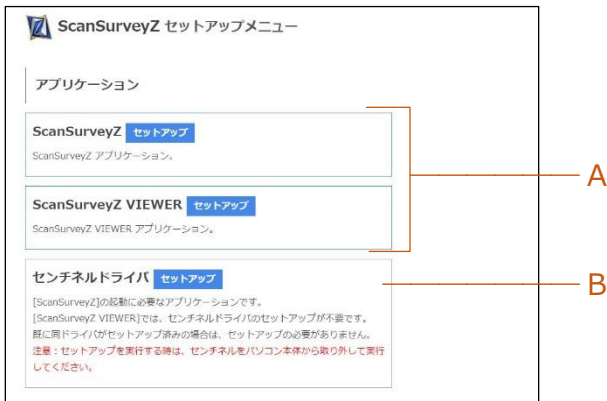 ScanSurveyZ セットアップメニュー
アプリケーション
ScanSurveyZ セットアップ
ScanSurveyZ アプリケーション。
A
ScanSurveyZ VIEWER セットアップ
ScanSurveyZ VIEWER アプリケーション。
センチネルドライバ セットアップ
B
[ScanSurveyZ]の起動に必要なアプリケーションです。
[ScanSurveyZ VIEWER]では、センチネルドライバのセットアップが不要です。
既に同ドライバがセットアップ済みの場合は、セットアップの必要がありません。
注意：セットアップを実行する時は、センチネルをパソコン本体から取り外して実行
してください。